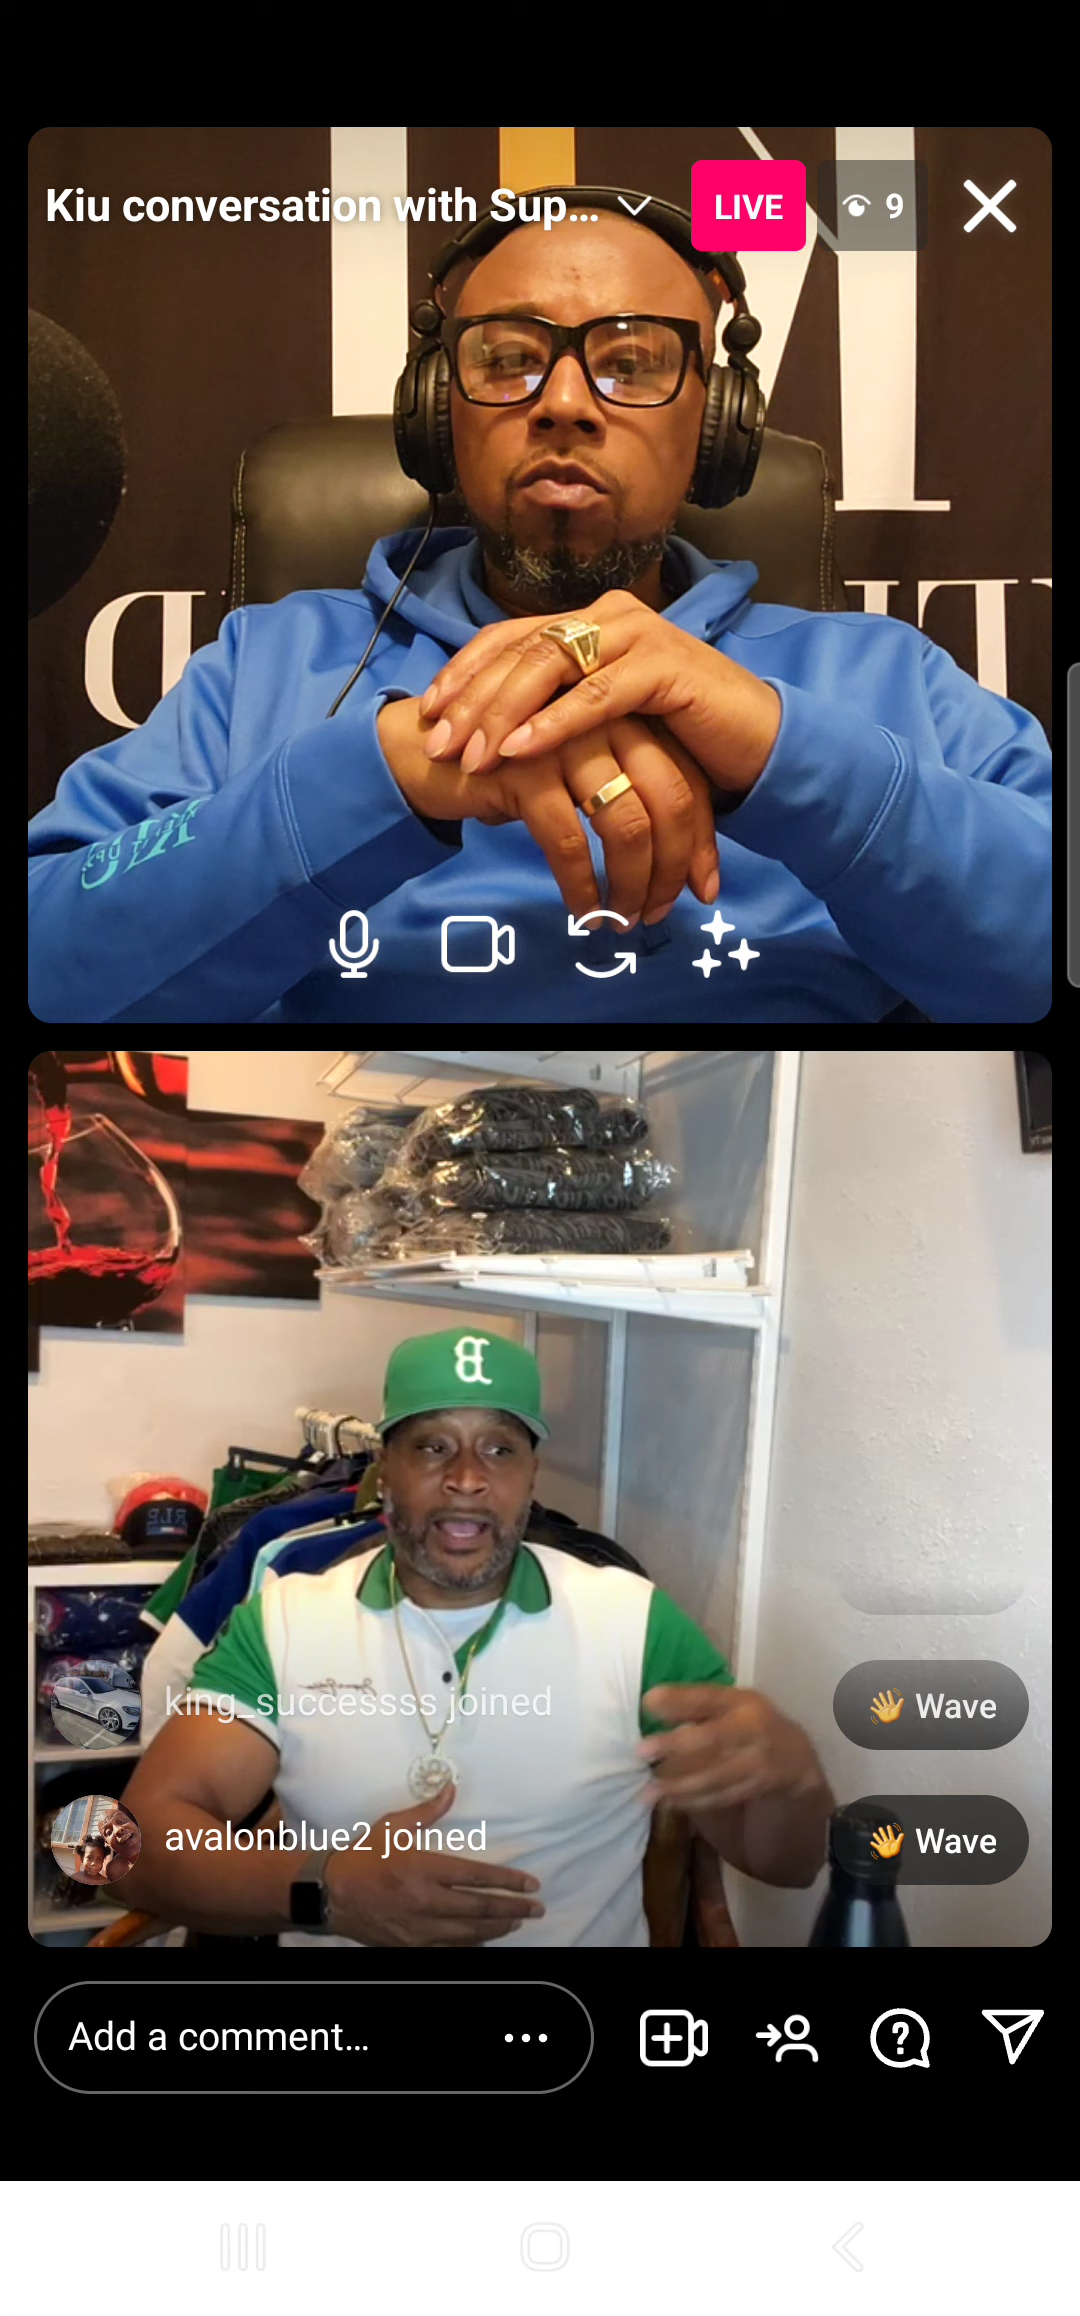 Kiu conversation with Sup...
LIVE
9
king_successss joined
Wave
avalonblue2 joined
Wave
Add a comment...